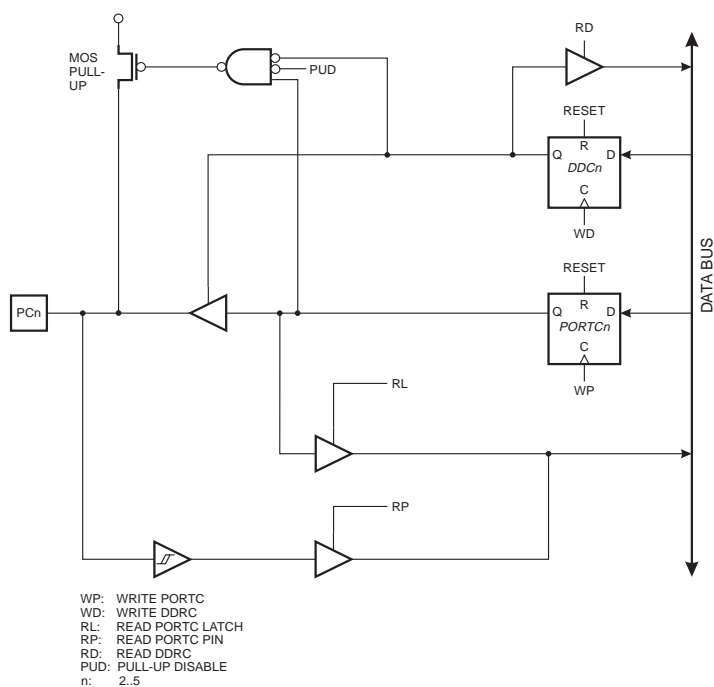 RD
MOS
PULL-
UP
PUD
RESET
R
Q D
DDCn
C
WD
RESET
R
PCn
Q D
PORTCn
C
WP
DATA BUS
RL
RP
WP: WRITE PORTC
WD: WRITE DDRC
RL: READ PORTC LATCH
RP: READ PORTC PIN
RD: READ DDRC
PUD: PULL-UP DISABLE
n: 2..5